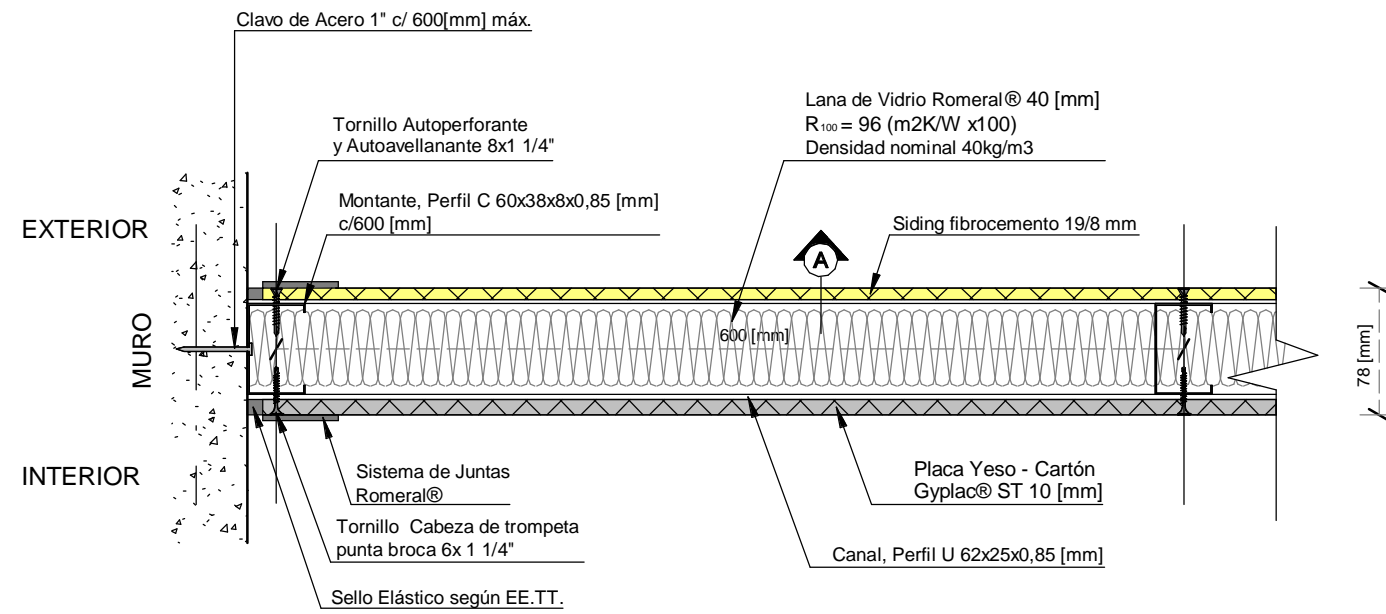 Clavo de Acero 1" c/ 600[mm] máx.
Tornillo Autoperforante
y Autoavellanante 8x1 1/4"
Lana de Vidrio Romeral® 40 [mm]
R₁₀₀ = 96 (m2K/W x100)
Densidad nominal 40kg/m3
Montante, Perfil C 60x38x8x0,85 [mm]
c/600 [mm]
EXTERIOR
Siding fibrocemento 19/8 mm
A
MURO
600 [mm]
78 [mm]
INTERIOR
Sistema de Juntas
Romeral®
Placa Yeso - Cartón
Gyplac® ST 10 [mm]
Tornillo Cabeza de trompeta
punta broca 6x 1 1/4"
Canal, Perfil U 62x25x0,85 [mm]
Sello Elástico según EE.TT.